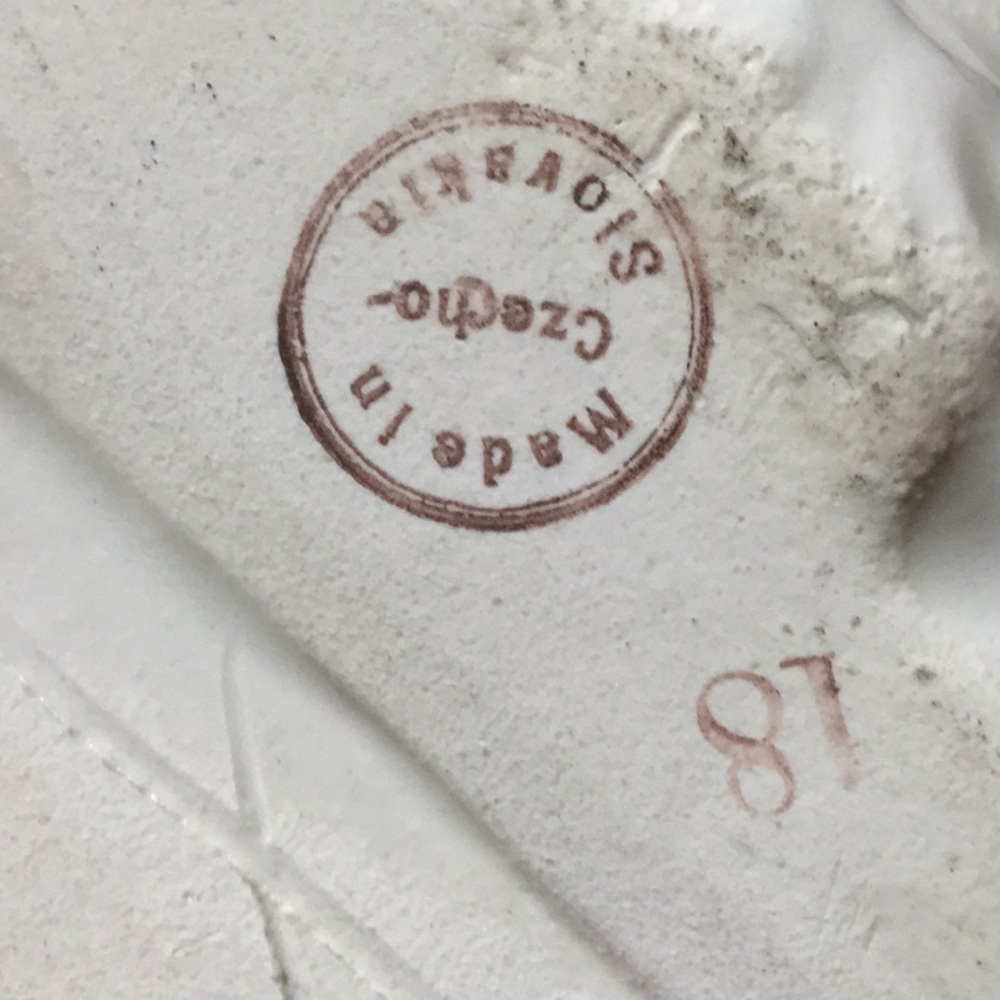 Made in
Czecho-
Slovakia
18